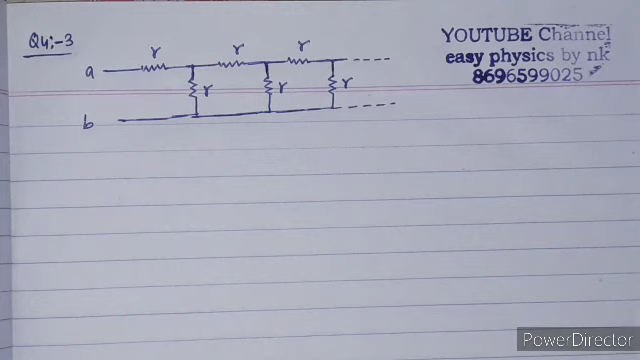 Q4:-3
YOUTUBE Channel
easy physics by nk
8696599025
r r r
a
r r r
b
PowerDirector